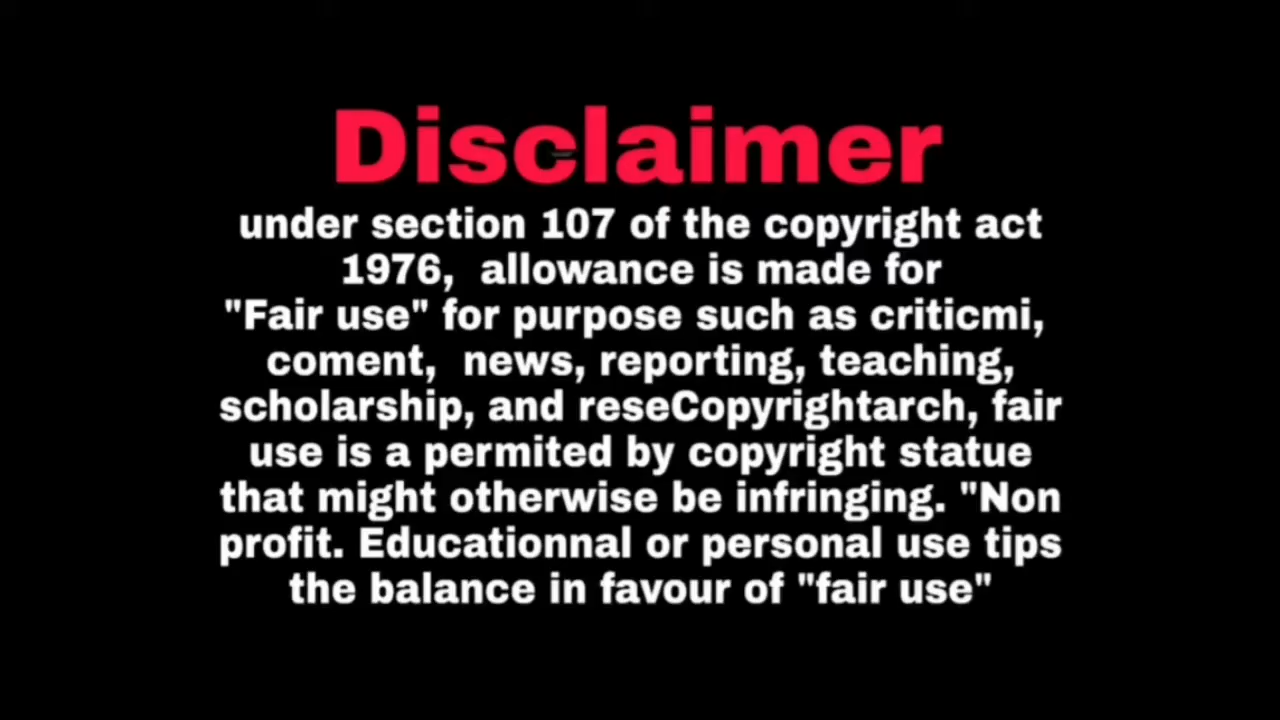 Disclaimer
under section 107 of the copyright act
1976,  allowance is made for
"Fair use" for purpose such as criticmi,
coment,  news, reporting, teaching,
scholarship, and reseCopyrightarch, fair
use is a permited by copyright statue
that might otherwise be infringing. "Non
profit. Educationnal or personal use tips
the balance in favour of "fair use"